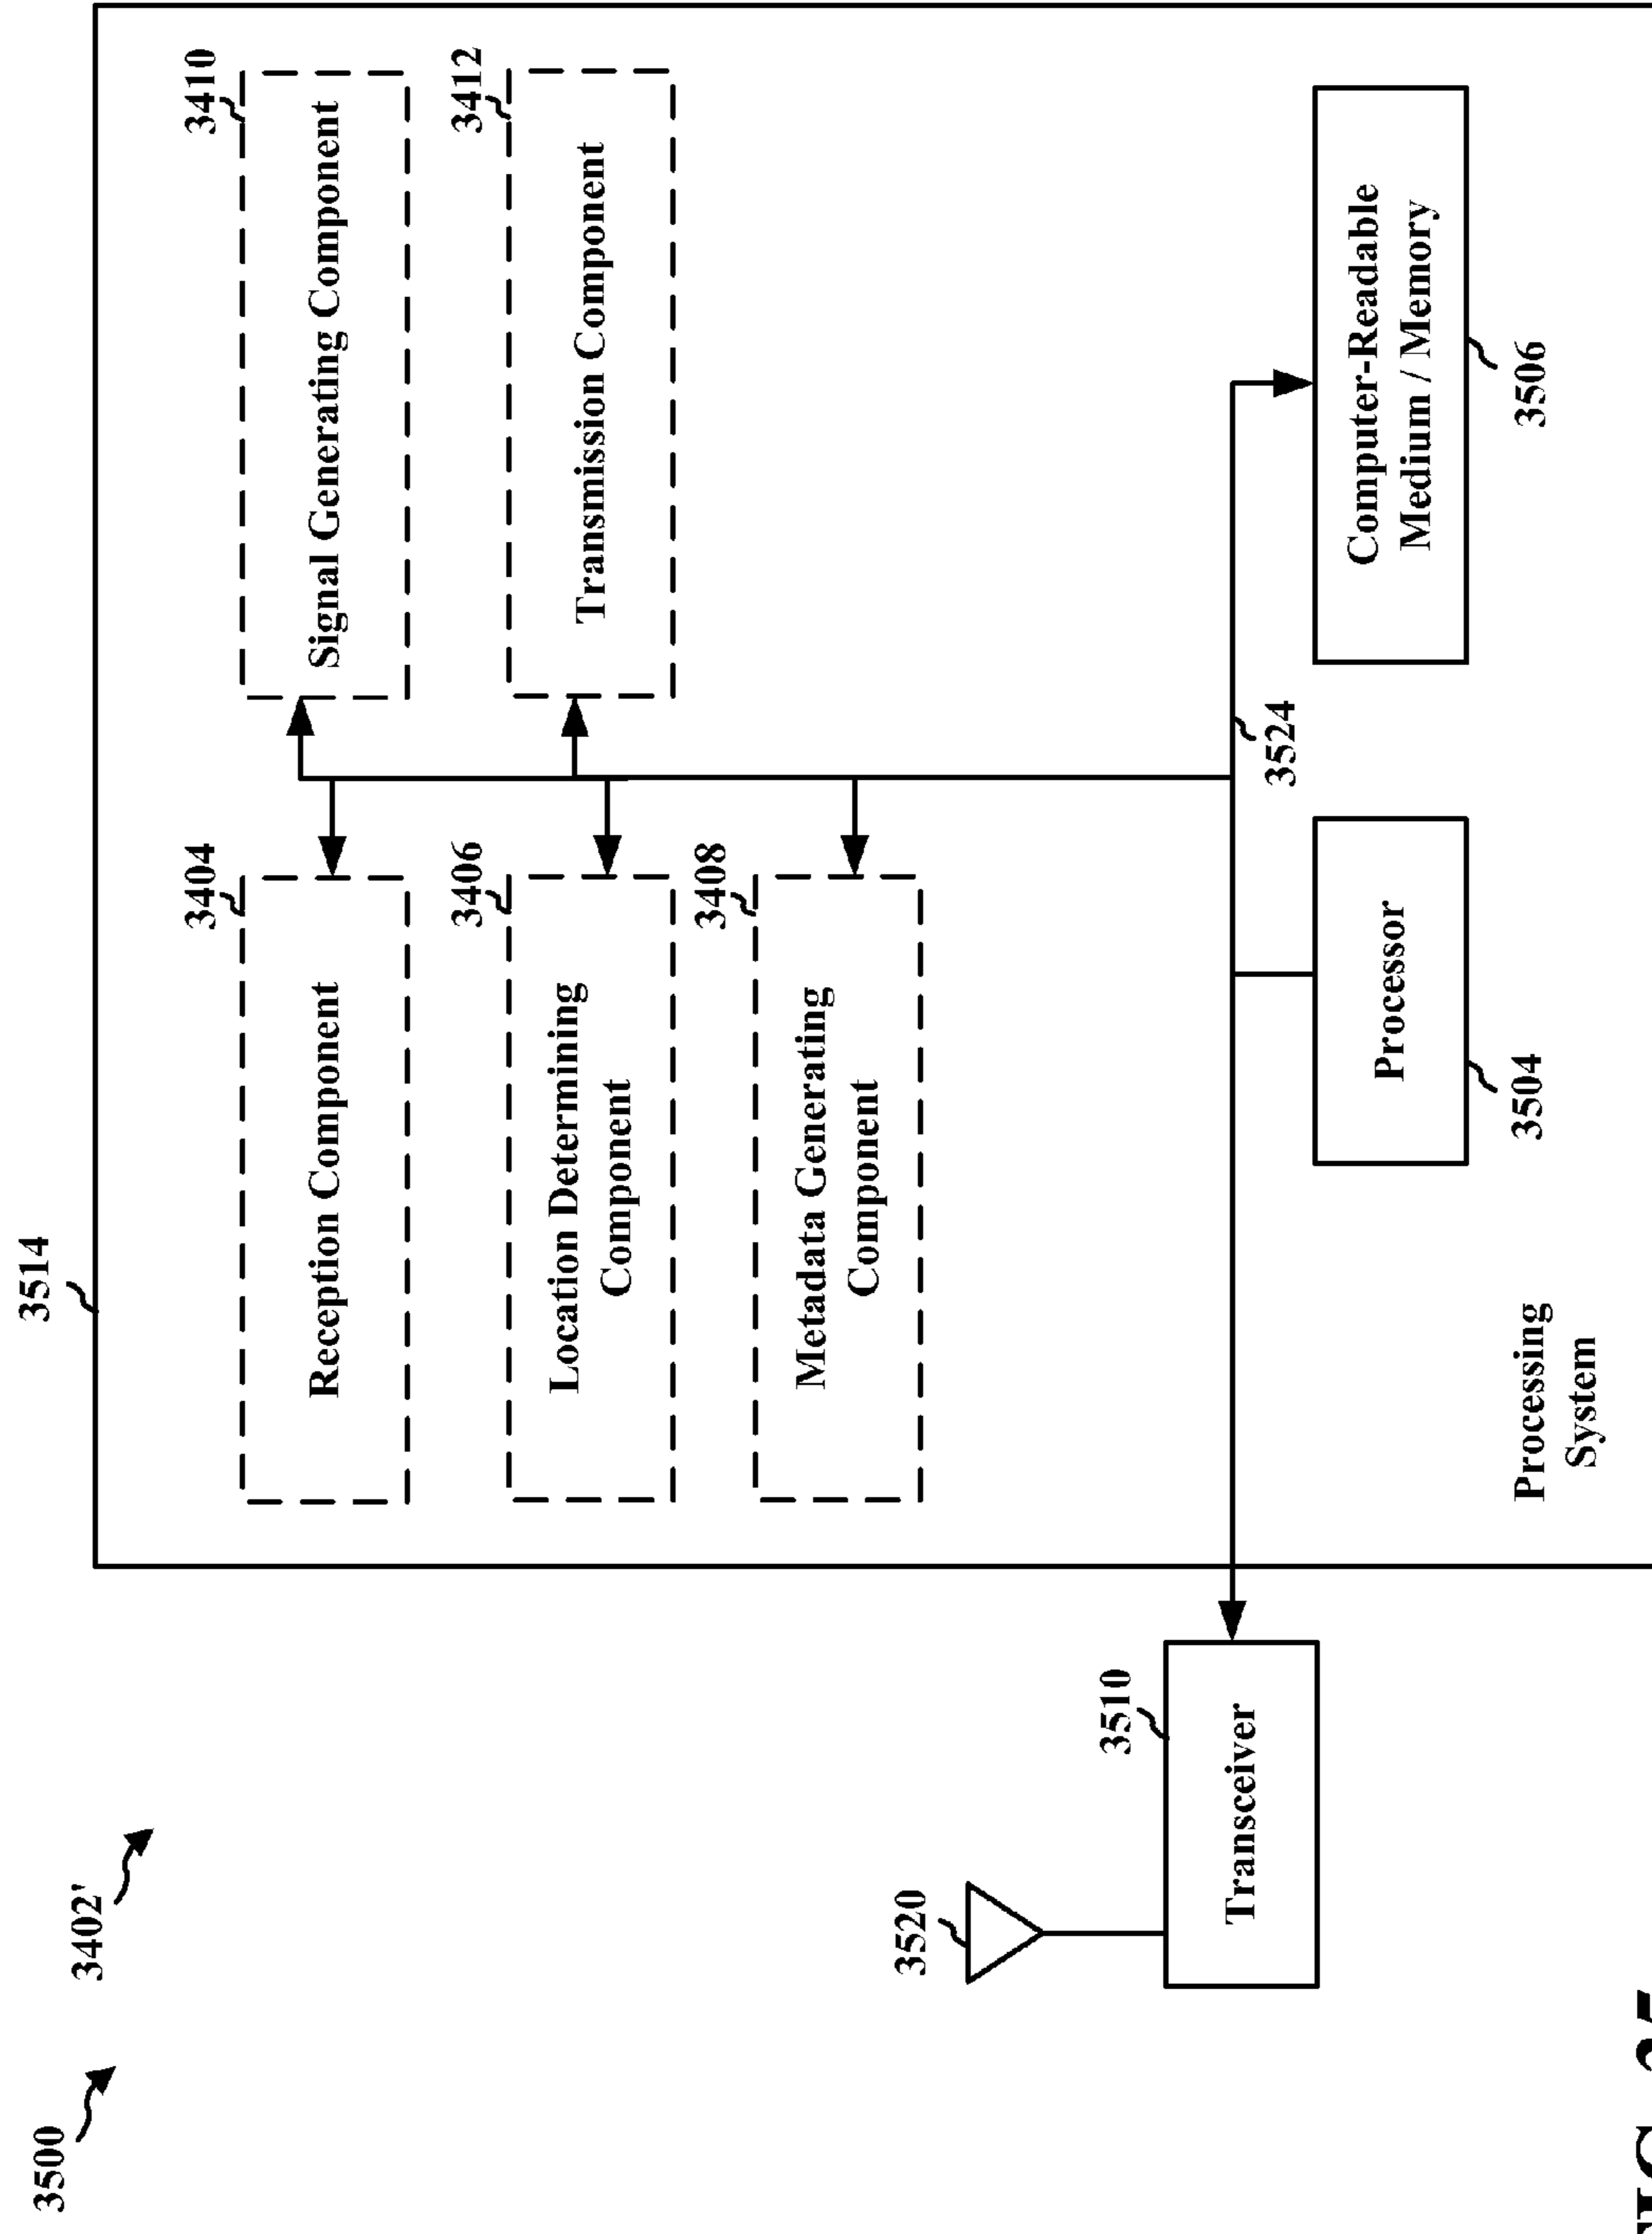 3500
3402'
3514
3404
Reception Component
3410
Signal Generating Component
3406
Location Determining
Component
3412
Transmission Component
3408
Metadata Generating
Component
3520
3510
Transceiver
3524
Processor
3504
Computer-Readable
Medium / Memory
3506
Processing
System